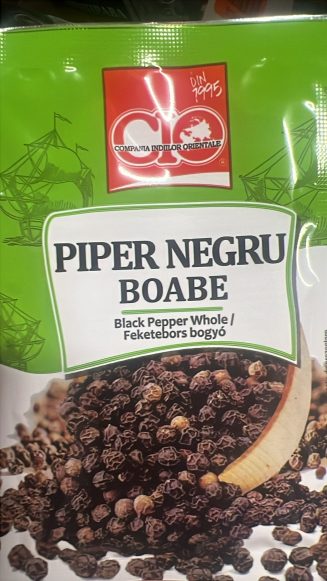 DIN
1995
CIO
COMPANIA INDIILOR ORIENTALE
PIPER NEGRU
BOABE
Black Pepper Whole /
Feketebors bogyó